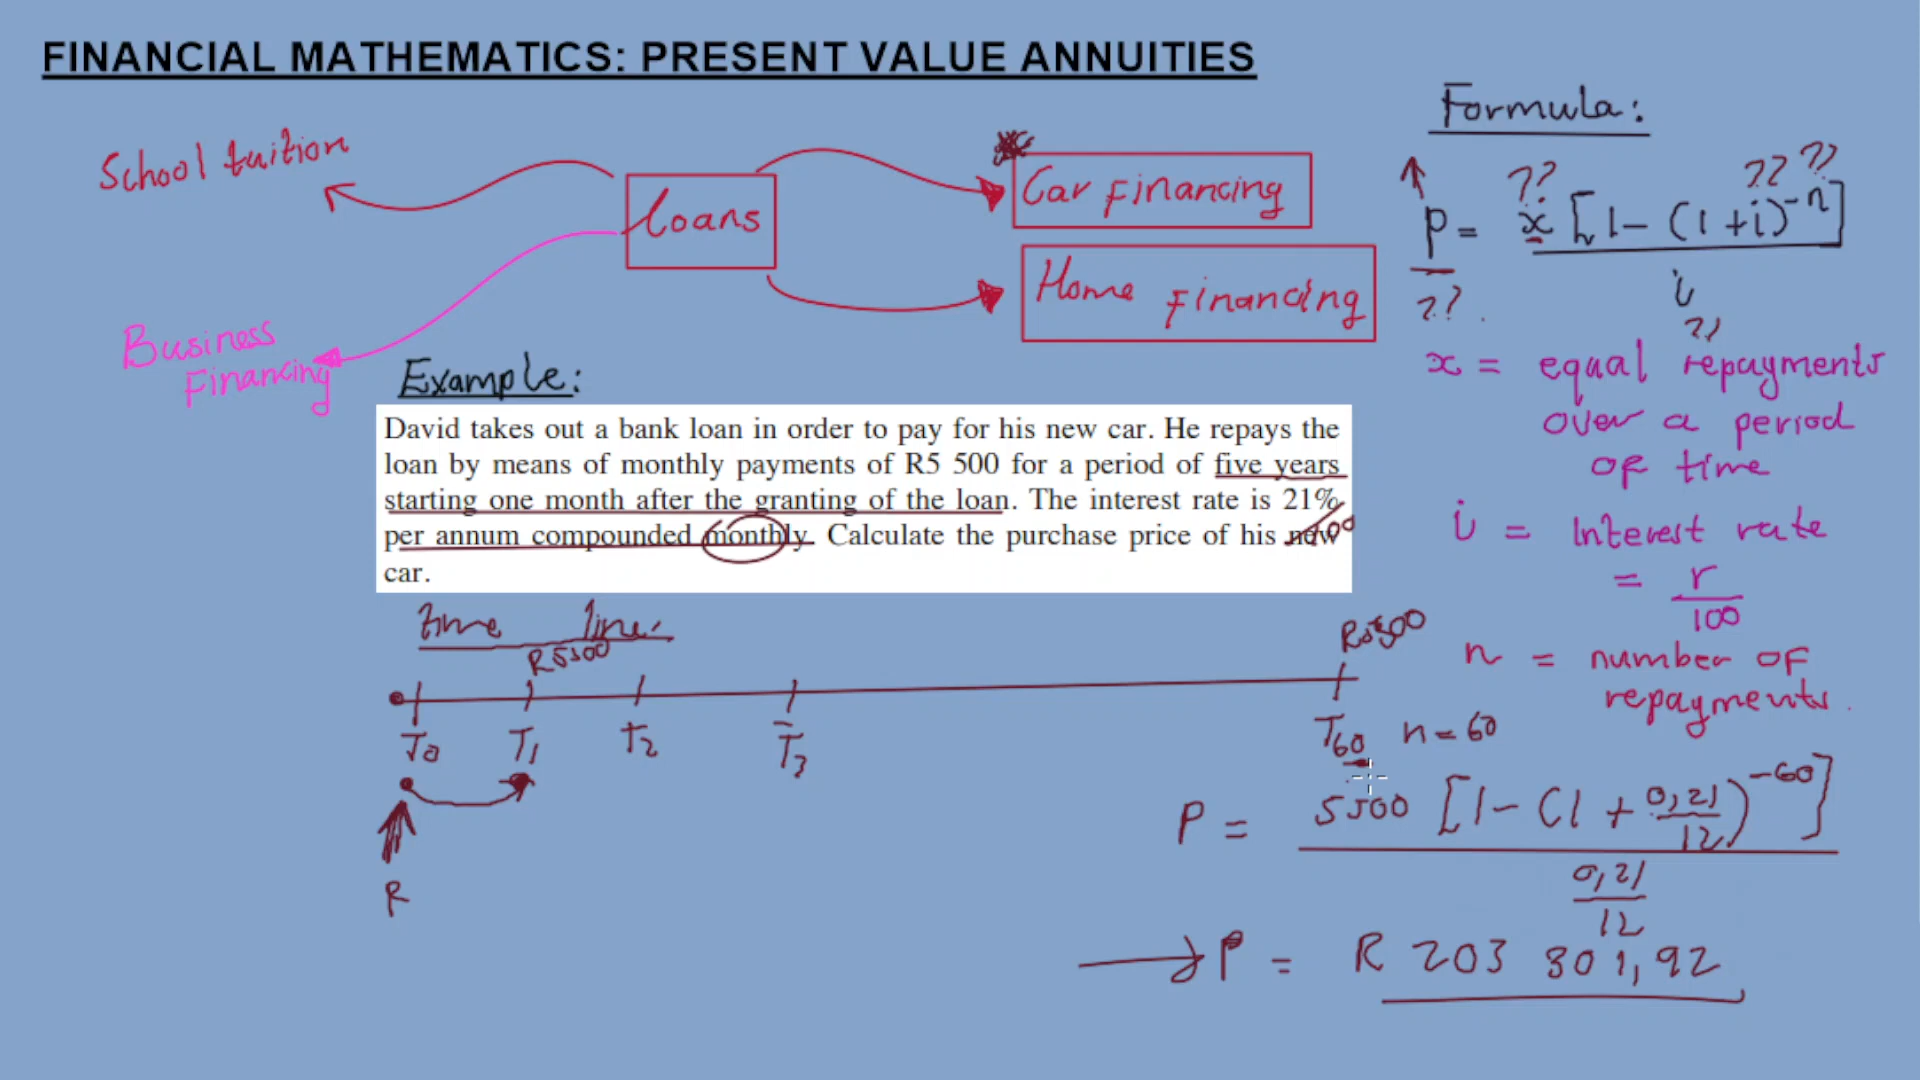 FINANCIAL MATHEMATICS: PRESENT VALUE ANNUITIES
School tuition
loans
Car Financing
Home Financing
Business
Financing
Formula:
?? ?? ??
P = x [1 - (1 + i)^-n]
i
??
??
x = equal repayments
over a period
of time
i = Interest rate
= r
100
n = number of
repayments.
Example:
David takes out a bank loan in order to pay for his new car. He repays the
loan by means of monthly payments of R5 500 for a period of five years
starting one month after the granting of the loan. The interest rate is 21%
per annum compounded monthly. Calculate the purchase price of his new
car.
time line.
R5500
R5500
T0 T1 T2 T3 T60 n = 60
R
P = 5500 [1 - (1 + 0,21/12)^-60]
0,21
12
P = R 203 301,92